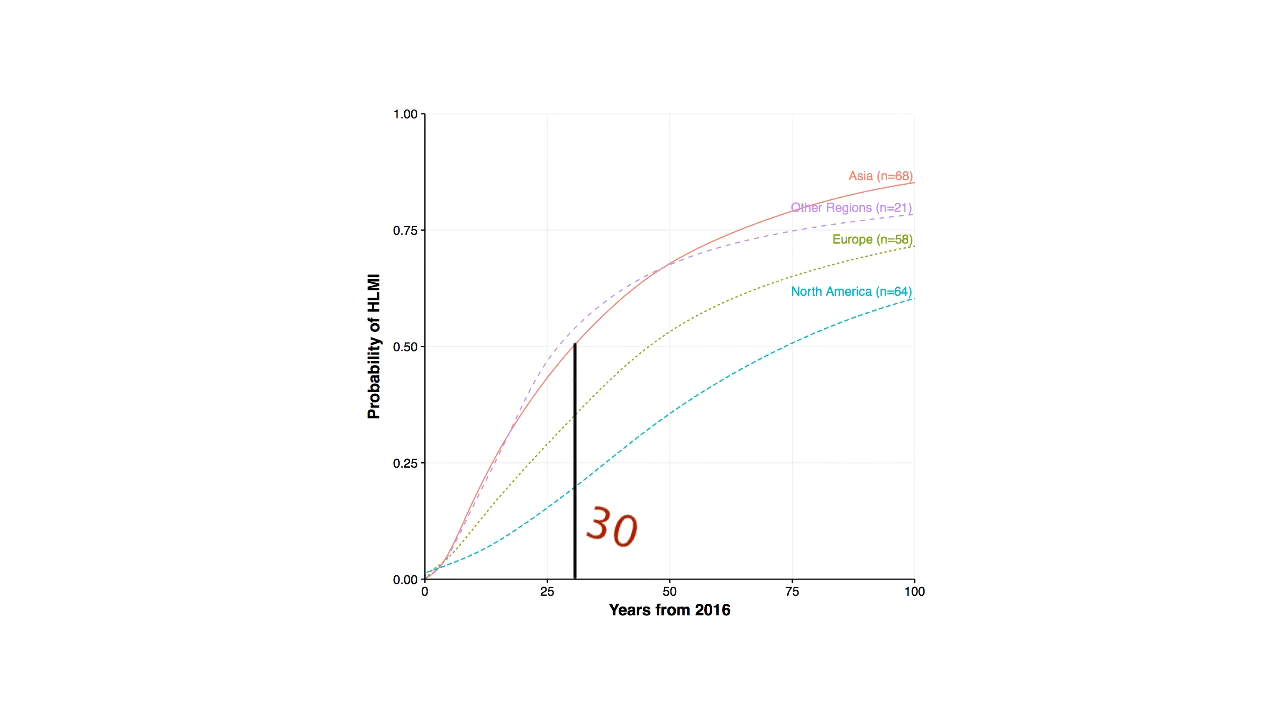 1.00
Asia (n=68)
Other Regions (n=21)
0.75
Europe (n=58)
North America (n=64)
Probability of HLMI
0.50
0.25
30
0.00
0 25 50 75 100
Years from 2016